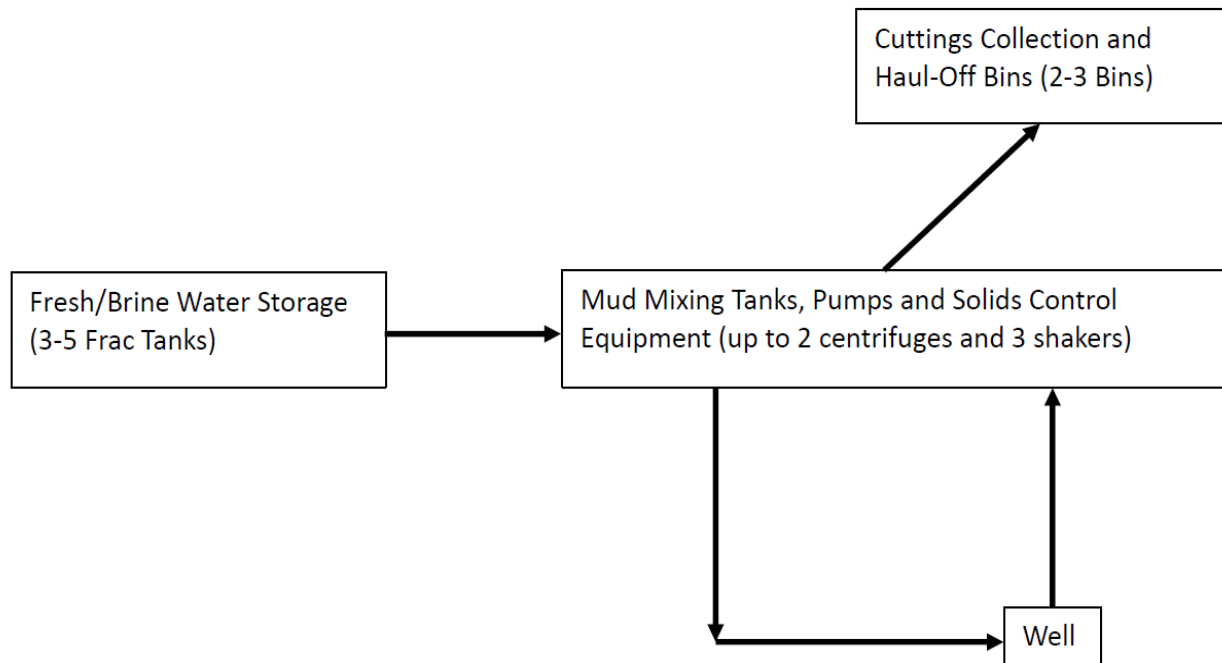 Cuttings Collection and
Haul-Off Bins (2-3 Bins)
Fresh/Brine Water Storage
(3-5 Frac Tanks)
Mud Mixing Tanks, Pumps and Solids Control
Equipment (up to 2 centrifuges and 3 shakers)
Well